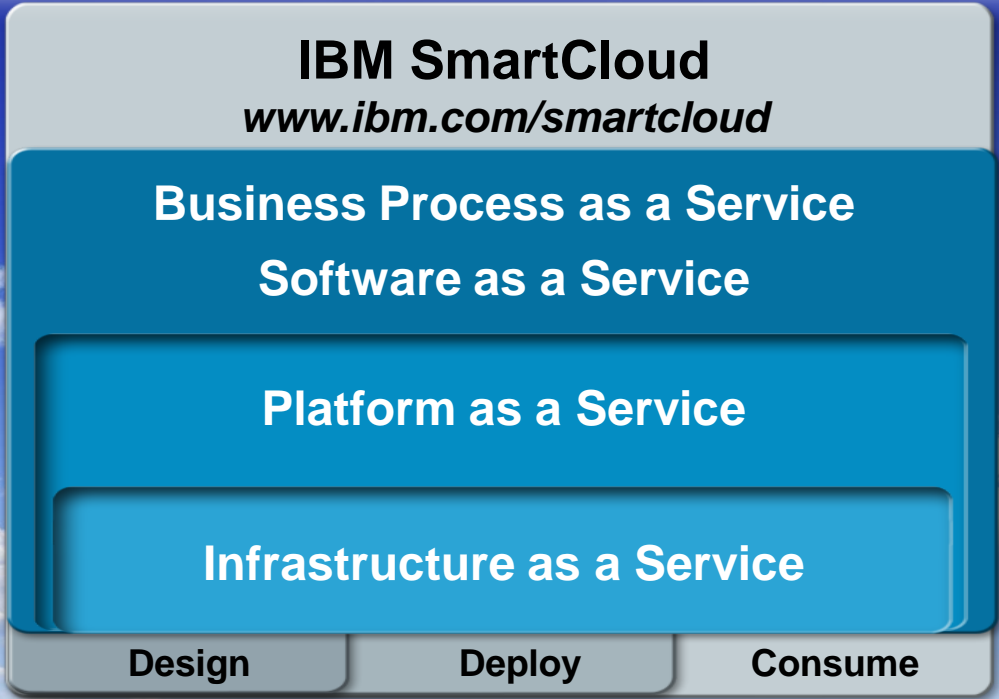 IBM SmartCloud
www.ibm.com/smartcloud
Business Process as a Service
Software as a Service
Platform as a Service
Infrastructure as a Service
Design
Deploy
Consume